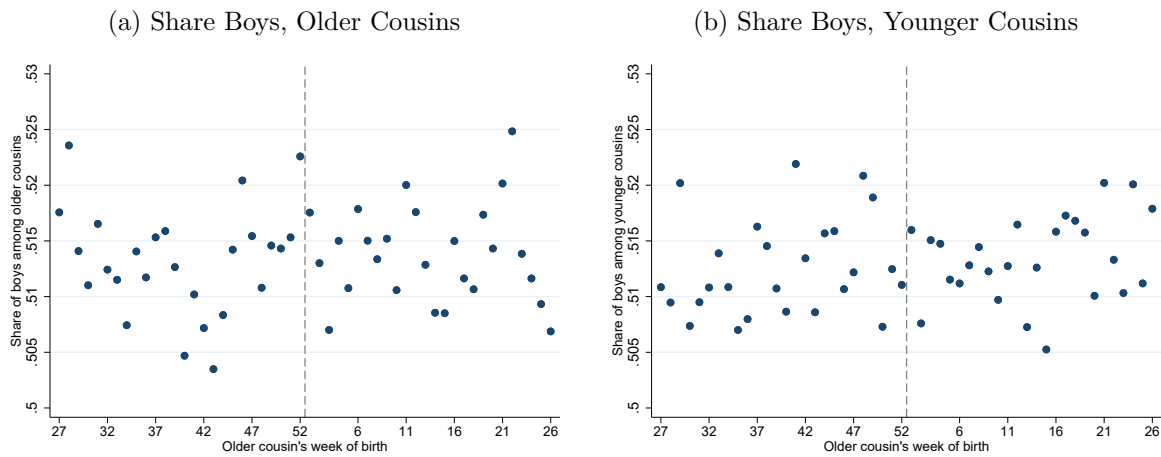 (a) Share Boys, Older Cousins
Share of boys among older cousins
.53
.525
.52
.515
.51
.505
.5
27 32 37 42 47 52 6 11 16 21 26
Older cousin's week of birth
(b) Share Boys, Younger Cousins
Share of boys among younger cousins
.53
.525
.52
.515
.51
.505
.5
27 32 37 42 47 52 6 11 16 21 26
Older cousin's week of birth